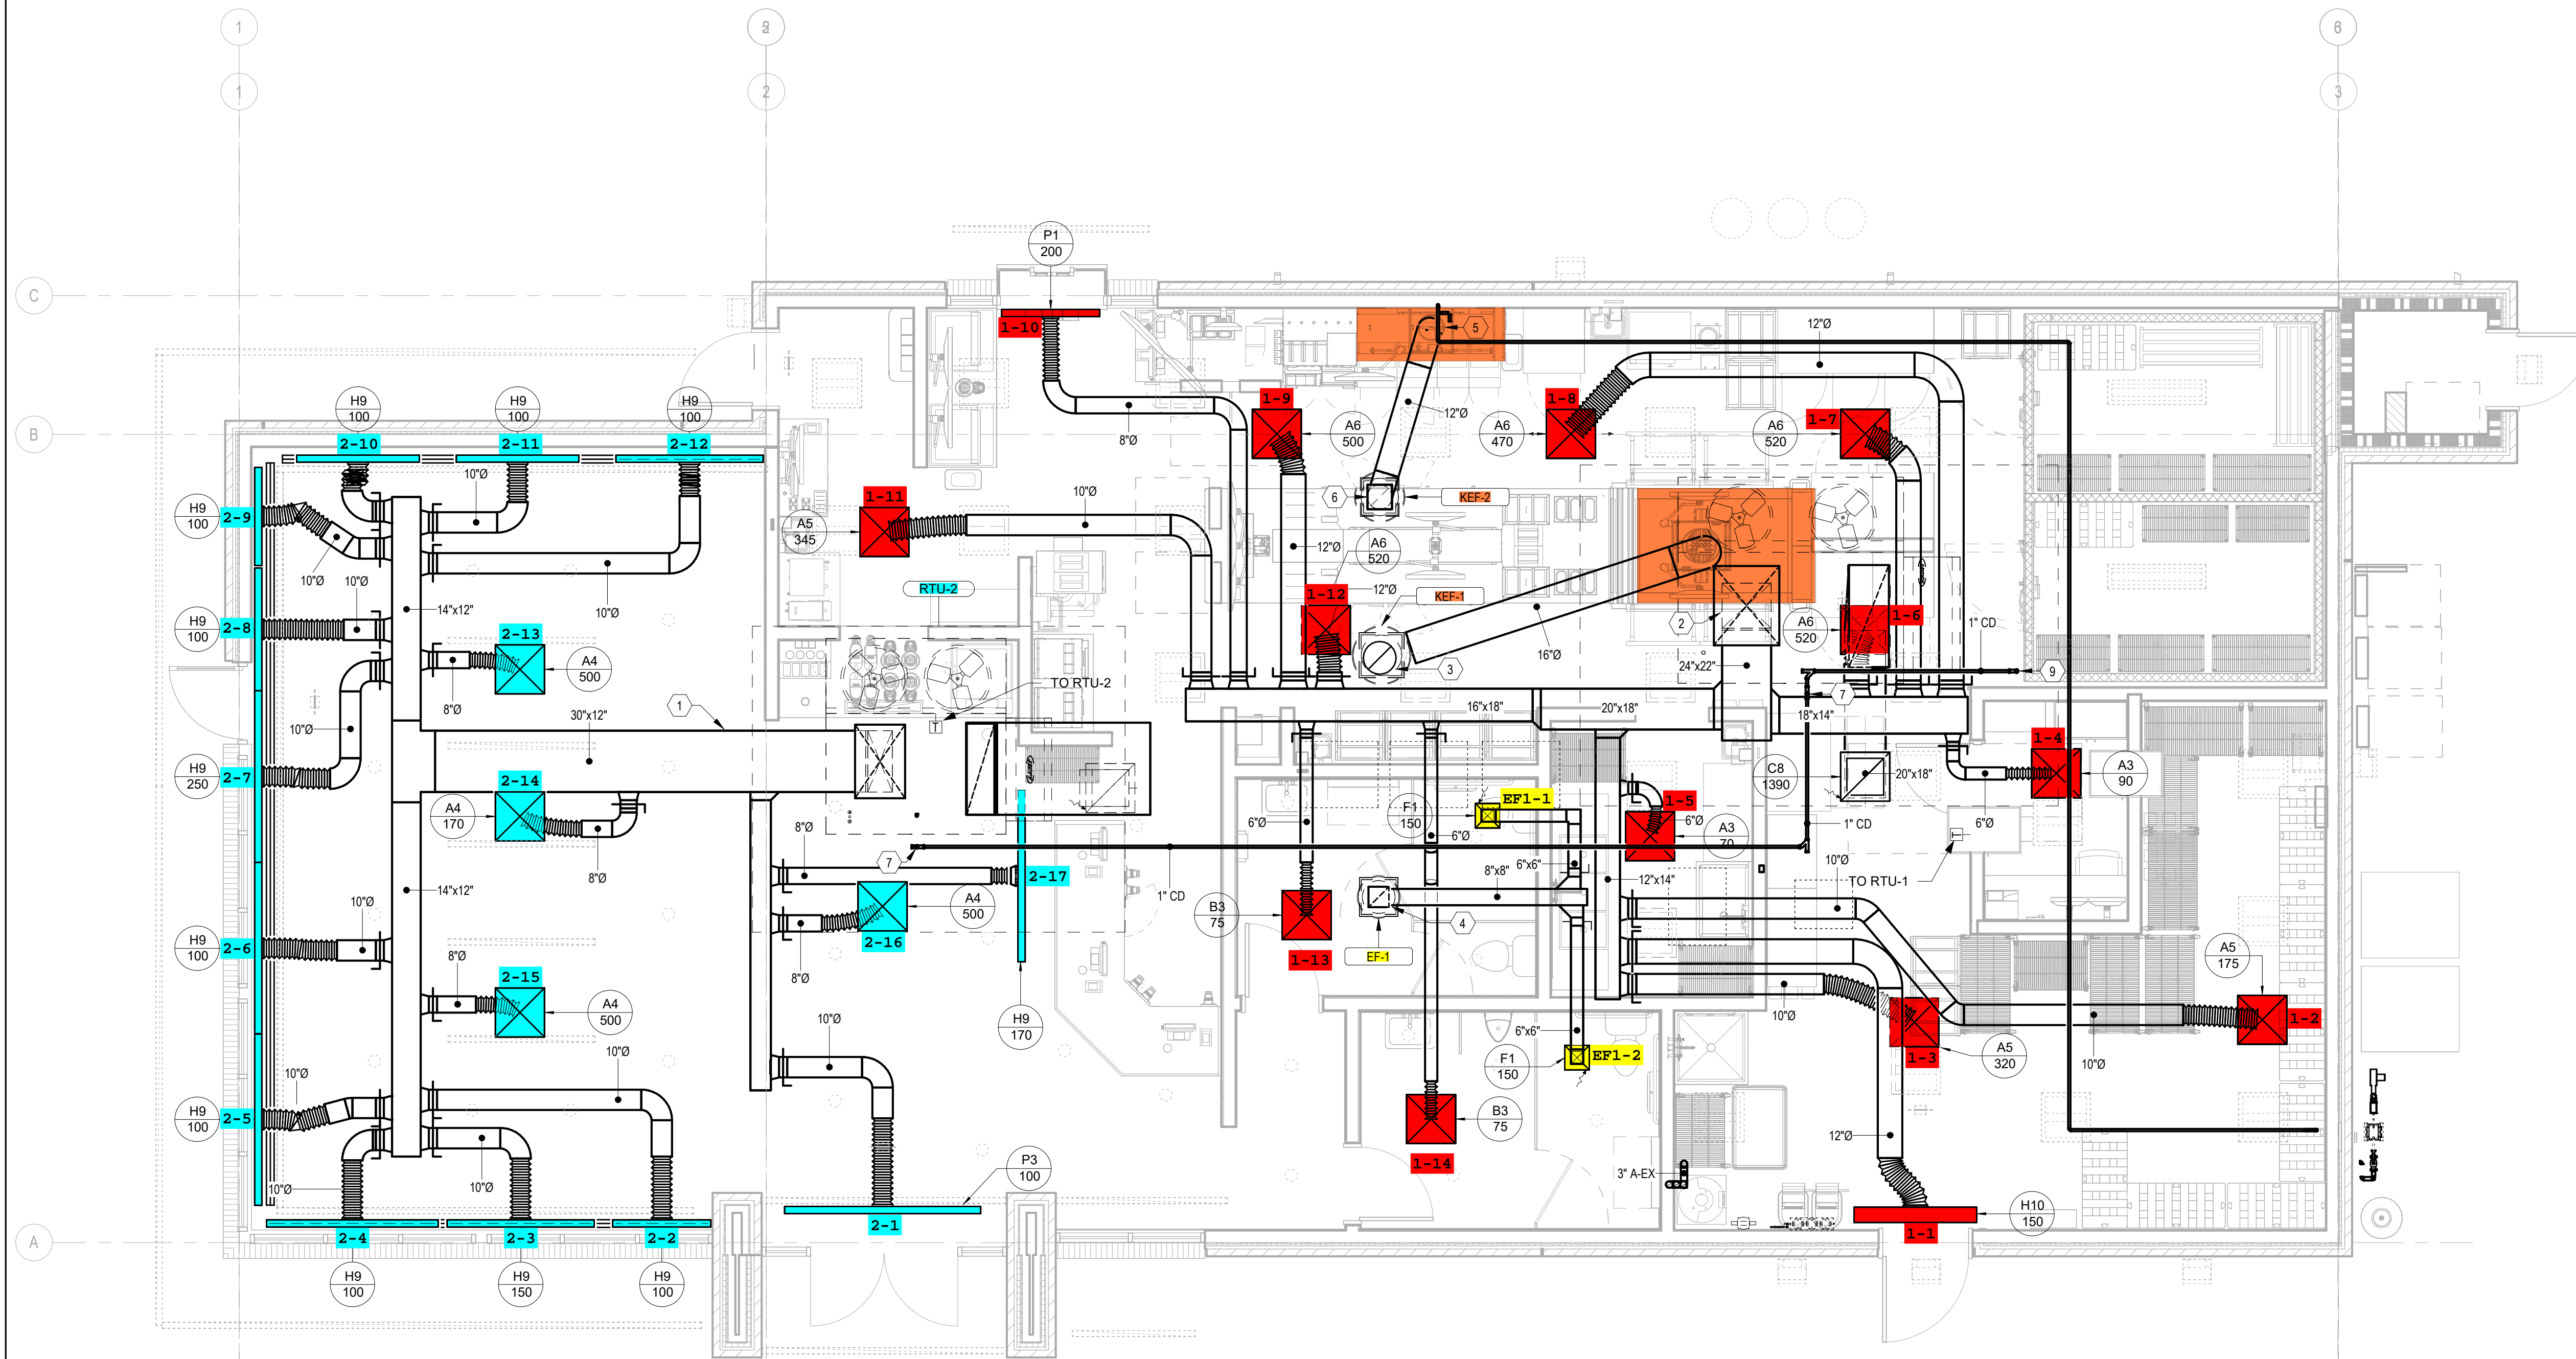 1
5
2
6
3
1
2
3
P1
200
C
B
A
H9
100
H9
100
H9
100
2-10
2-11
2-12
1-10
5
12"Ø
1-9
1-8
1-7
8"Ø
12"Ø
A6
500
A6
470
A6
520
10"Ø
H9
100
2-9
10"Ø
10"Ø
1-11
A5
345
10"Ø
6
KEF-2
12"Ø
A6
520
10"Ø
10"Ø
RTU-2
1-12
12"Ø
KEF-1
14"x12"
H9
100
2-8
2-13
A4
500
8"Ø
2
A6
520
1-6
1" CD
16"Ø
3
24"x22"
9
7
TO RTU-2
1
T
16"x18"
20"x18"
18"x14"
10"Ø
30"x12"
H9
250
2-7
2-14
A4
170
8"Ø
1-4
A3
90
C8
1390
20"x18"
6"Ø
EF1-1
F1
150
1-5
6"Ø
A3
70
6"Ø
6"Ø
8"Ø
7
1" CD
T
TO RTU-1
2-17
1" CD
6"x6"
8"x8"
12"x14"
10"Ø
14"x12"
10"Ø
2-16
A4
500
8"Ø
B3
75
1-13
4
EF-1
H9
100
2-6
8"Ø
2-15
A4
500
H9
170
A5
175
1-2
10"Ø
10"Ø
1-3
A5
320
6"x6"
EF1-2
F1
150
10"Ø
10"Ø
10"Ø
H9
100
2-5
B3
75
1-14
12"Ø
3" A-EX
P3
100
10"Ø
10"Ø
H10
150
1-1
2-4
2-3
2-2
2-1
H9
100
H9
150
H9
100